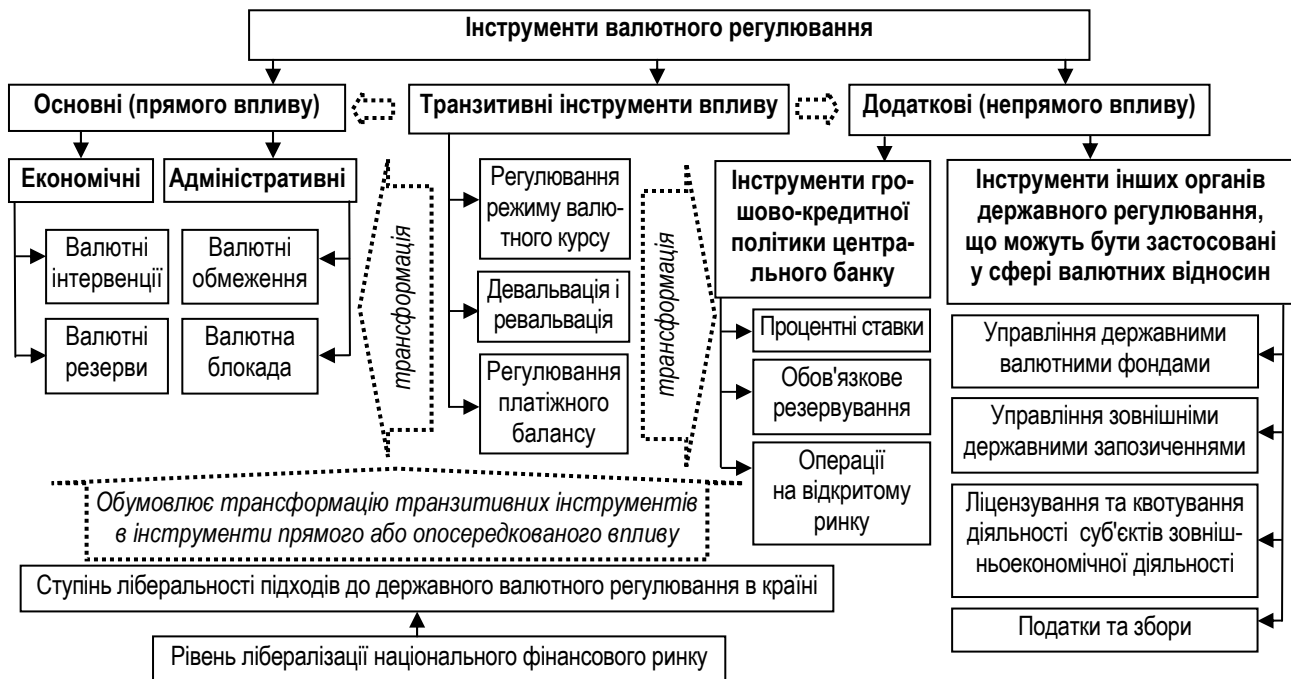 Інструменти валютного регулювання
Основні (прямого впливу)
Транзитивні інструменти впливу
Додаткові (непрямого впливу)
Економічні
Адміністративні
Валютні
інтервенції
Валютні
резерви
Валютні
обмеження
Валютна
блокада
трансформація
Регулювання
режиму валю-
тного курсу
Девальвація і
ревальвація
Регулювання
платіжного
балансу
трансформація
Інструменти гро-
шово-кредитної
політики центра-
льного банку
Процентні ставки
Обов'язкове
резервування
Операції
на відкритому
ринку
Інструменти інших органів
державного регулювання,
що можуть бути застосовані
у сфері валютних відносин
Управління державними
валютними фондами
Управління зовнішніми
державними запозиченнями
Ліцензування та квотування
діяльності суб'єктів зовніш-
ньоекономічної діяльності
Податки та збори
Обумовлює трансформацію транзитивних інструментів
в інструменти прямого або опосередкованого впливу
Ступінь ліберальності підходів до державного валютного регулювання в країні
Рівень лібералізації національного фінансового ринку